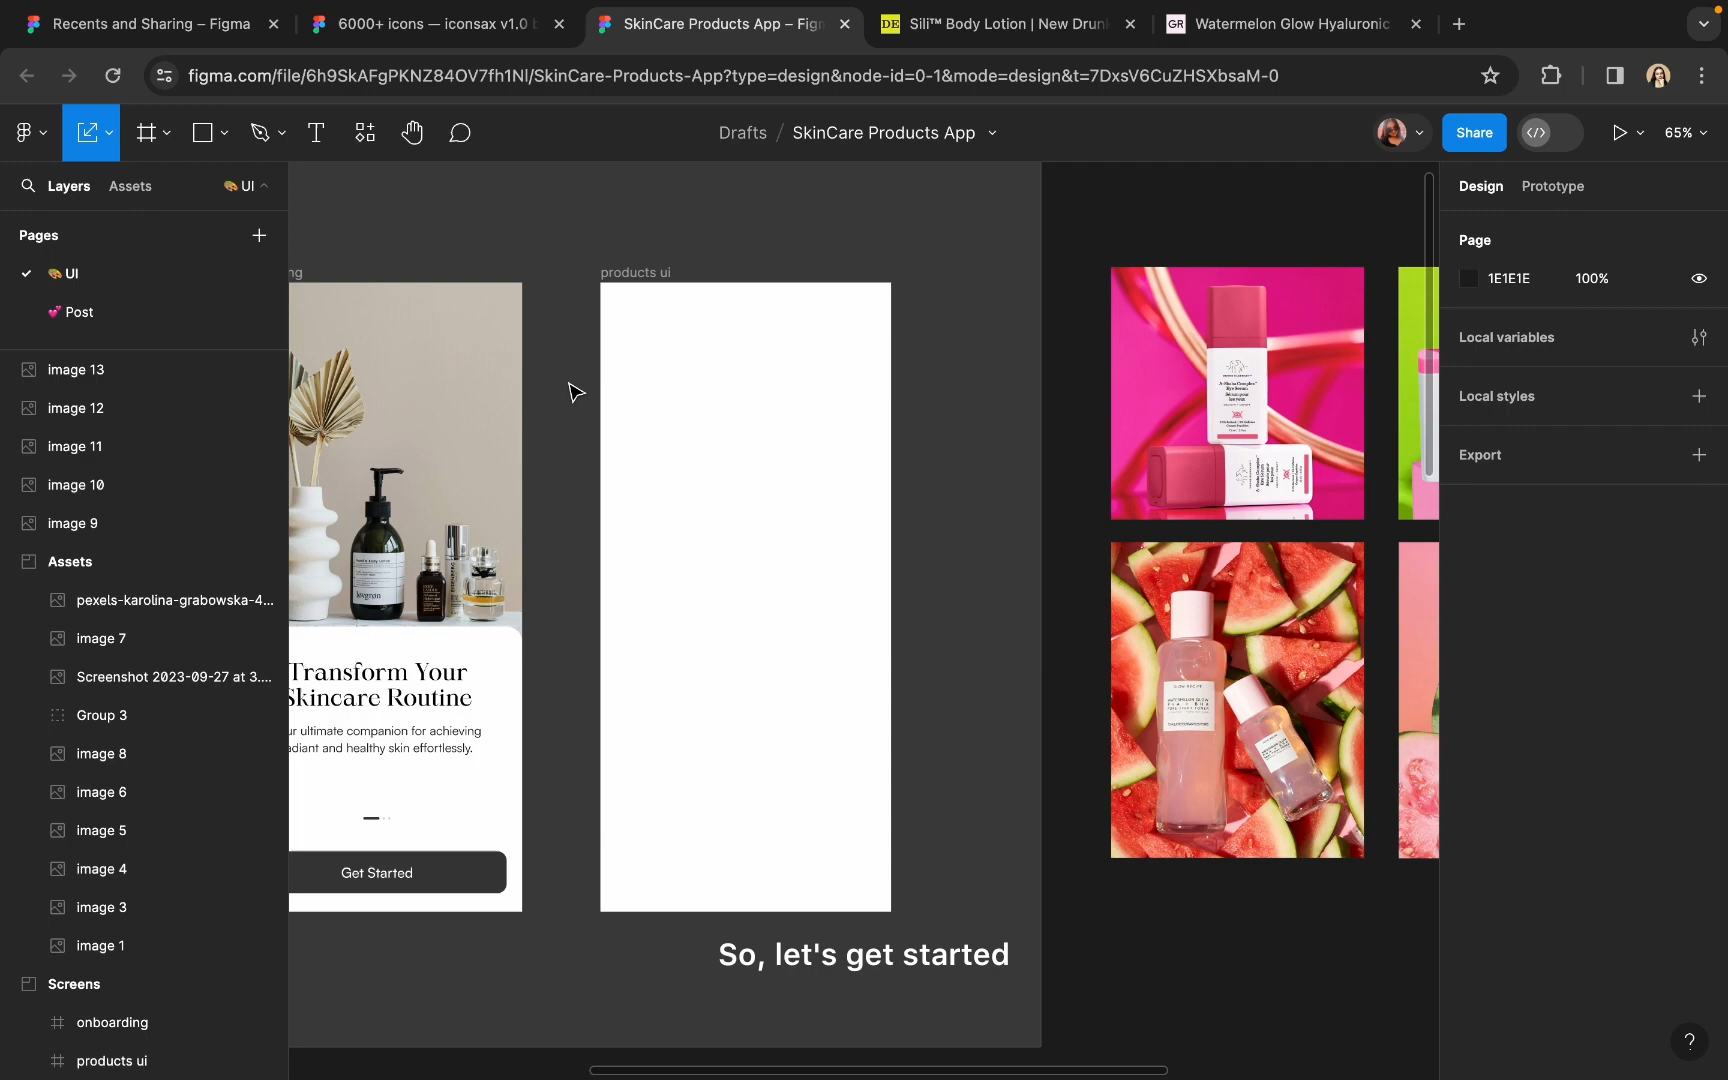 Recents and Sharing – Figma
6000+ icons — iconsax v1.0
SkinCare Products App – Fig
DE
Sili™ Body Lotion | New Drun
GR
Watermelon Glow Hyaluronic
figma.com/file/6h9SkAFgPKNZ84OV7fh1NI/SkinCare-Products-App?type=design&node-id=0-1&mode=design&t=7DxsV6CuZHSXbsaM-0
Drafts / SkinCare Products App
Share
65%
Layers
Assets
🎨 UI
Pages
🎨 UI
💞 Post
image 13
image 12
image 11
image 10
image 9
Assets
pexels-karolina-grabowska-4...
image 7
Screenshot 2023-09-27 at 3....
Group 3
image 8
image 6
image 5
image 4
image 3
image 1
Screens
onboarding
products ui
ng
products ui
Transform Your
Skincare Routine
ur ultimate companion for achieving
adiant and healthy skin effortlessly.
Get Started
So, let's get started
Design
Prototype
Page
1E1E1E
100%
Local variables
Local styles
Export
?